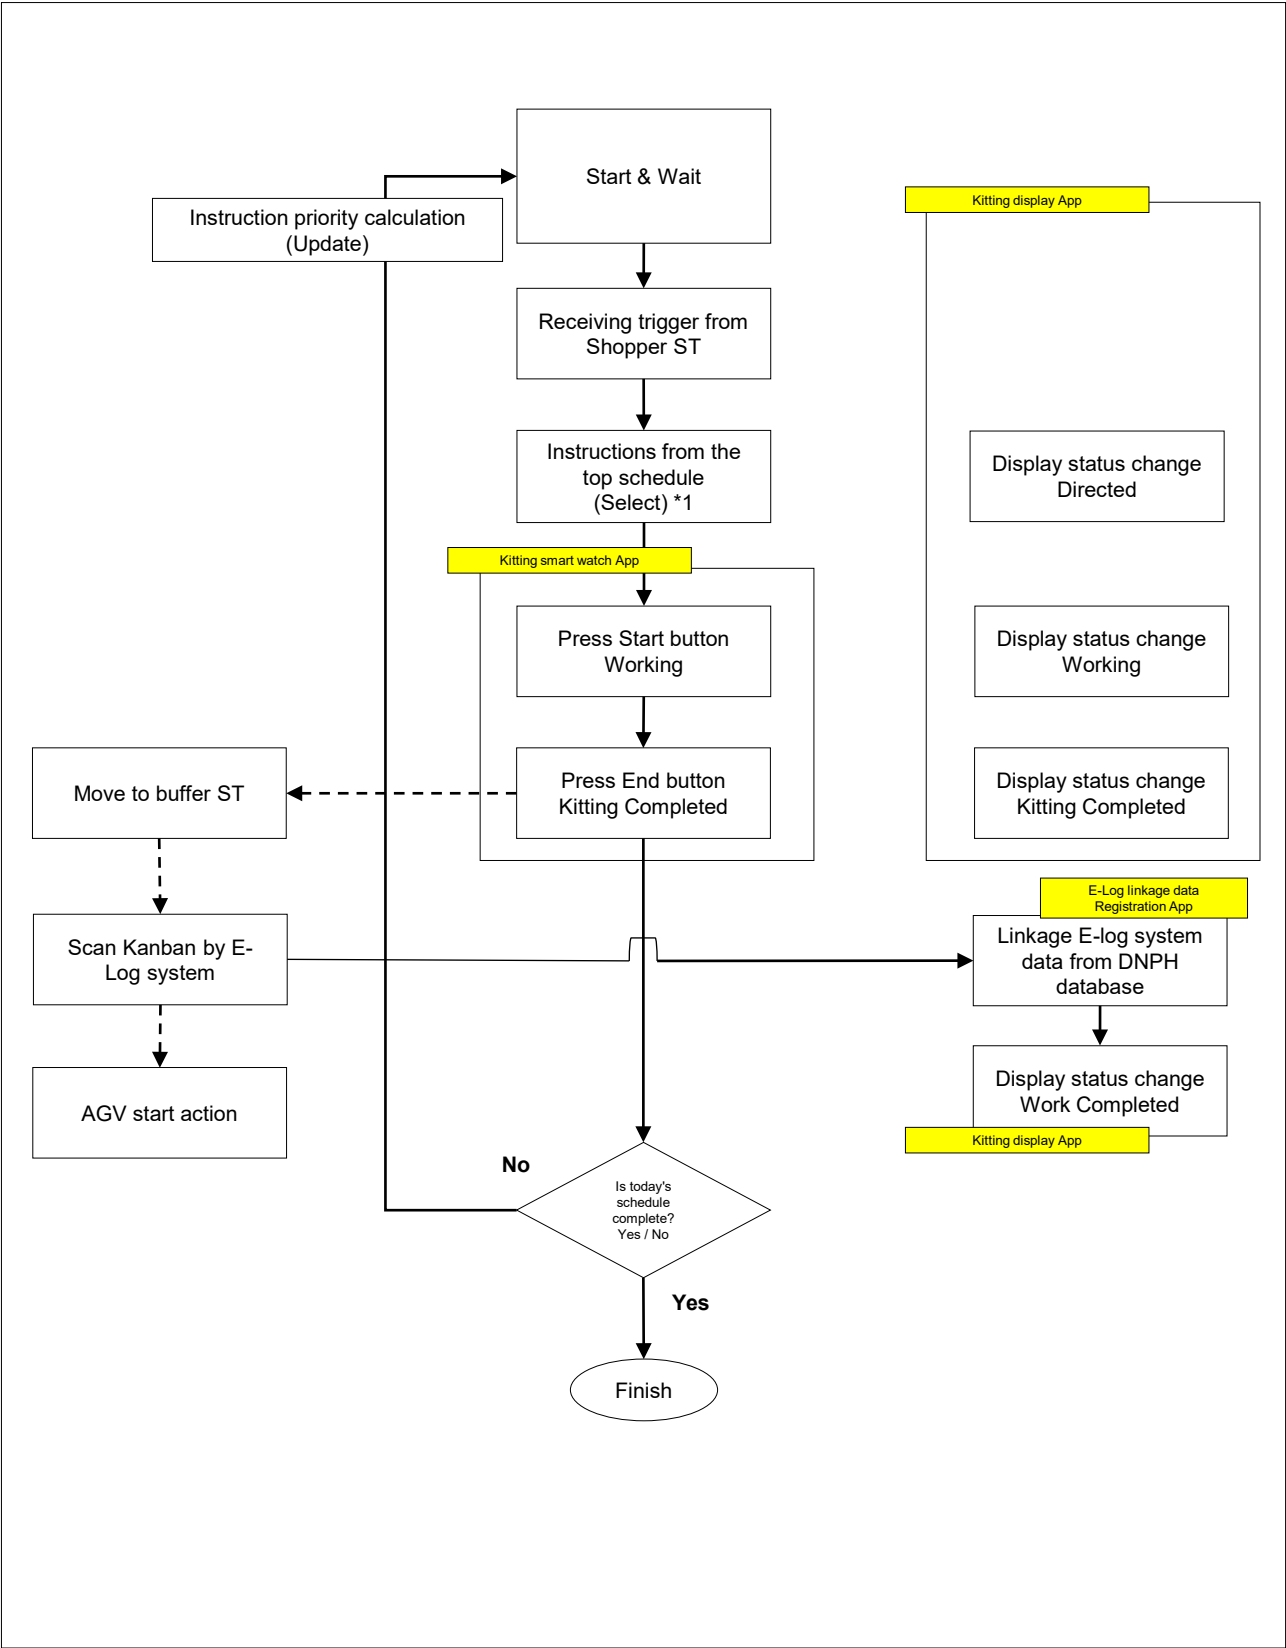 Start & Wait
Kitting display App
Instruction priority calculation
(Update)
Receiving trigger from
Shopper ST
Instructions from the
top schedule
(Select) *1
Display status change
Directed
Kitting smart watch App
Press Start button
Working
Display status change
Working
Move to buffer ST
Press End button
Kitting Completed
Display status change
Kitting Completed
E-Log linkage data
Registration App
Scan Kanban by E-
Log system
Linkage E-log system
data from DNPH
database
AGV start action
Display status change
Work Completed
Kitting display App
No
Is today's
schedule
complete?
Yes / No
Yes
Finish